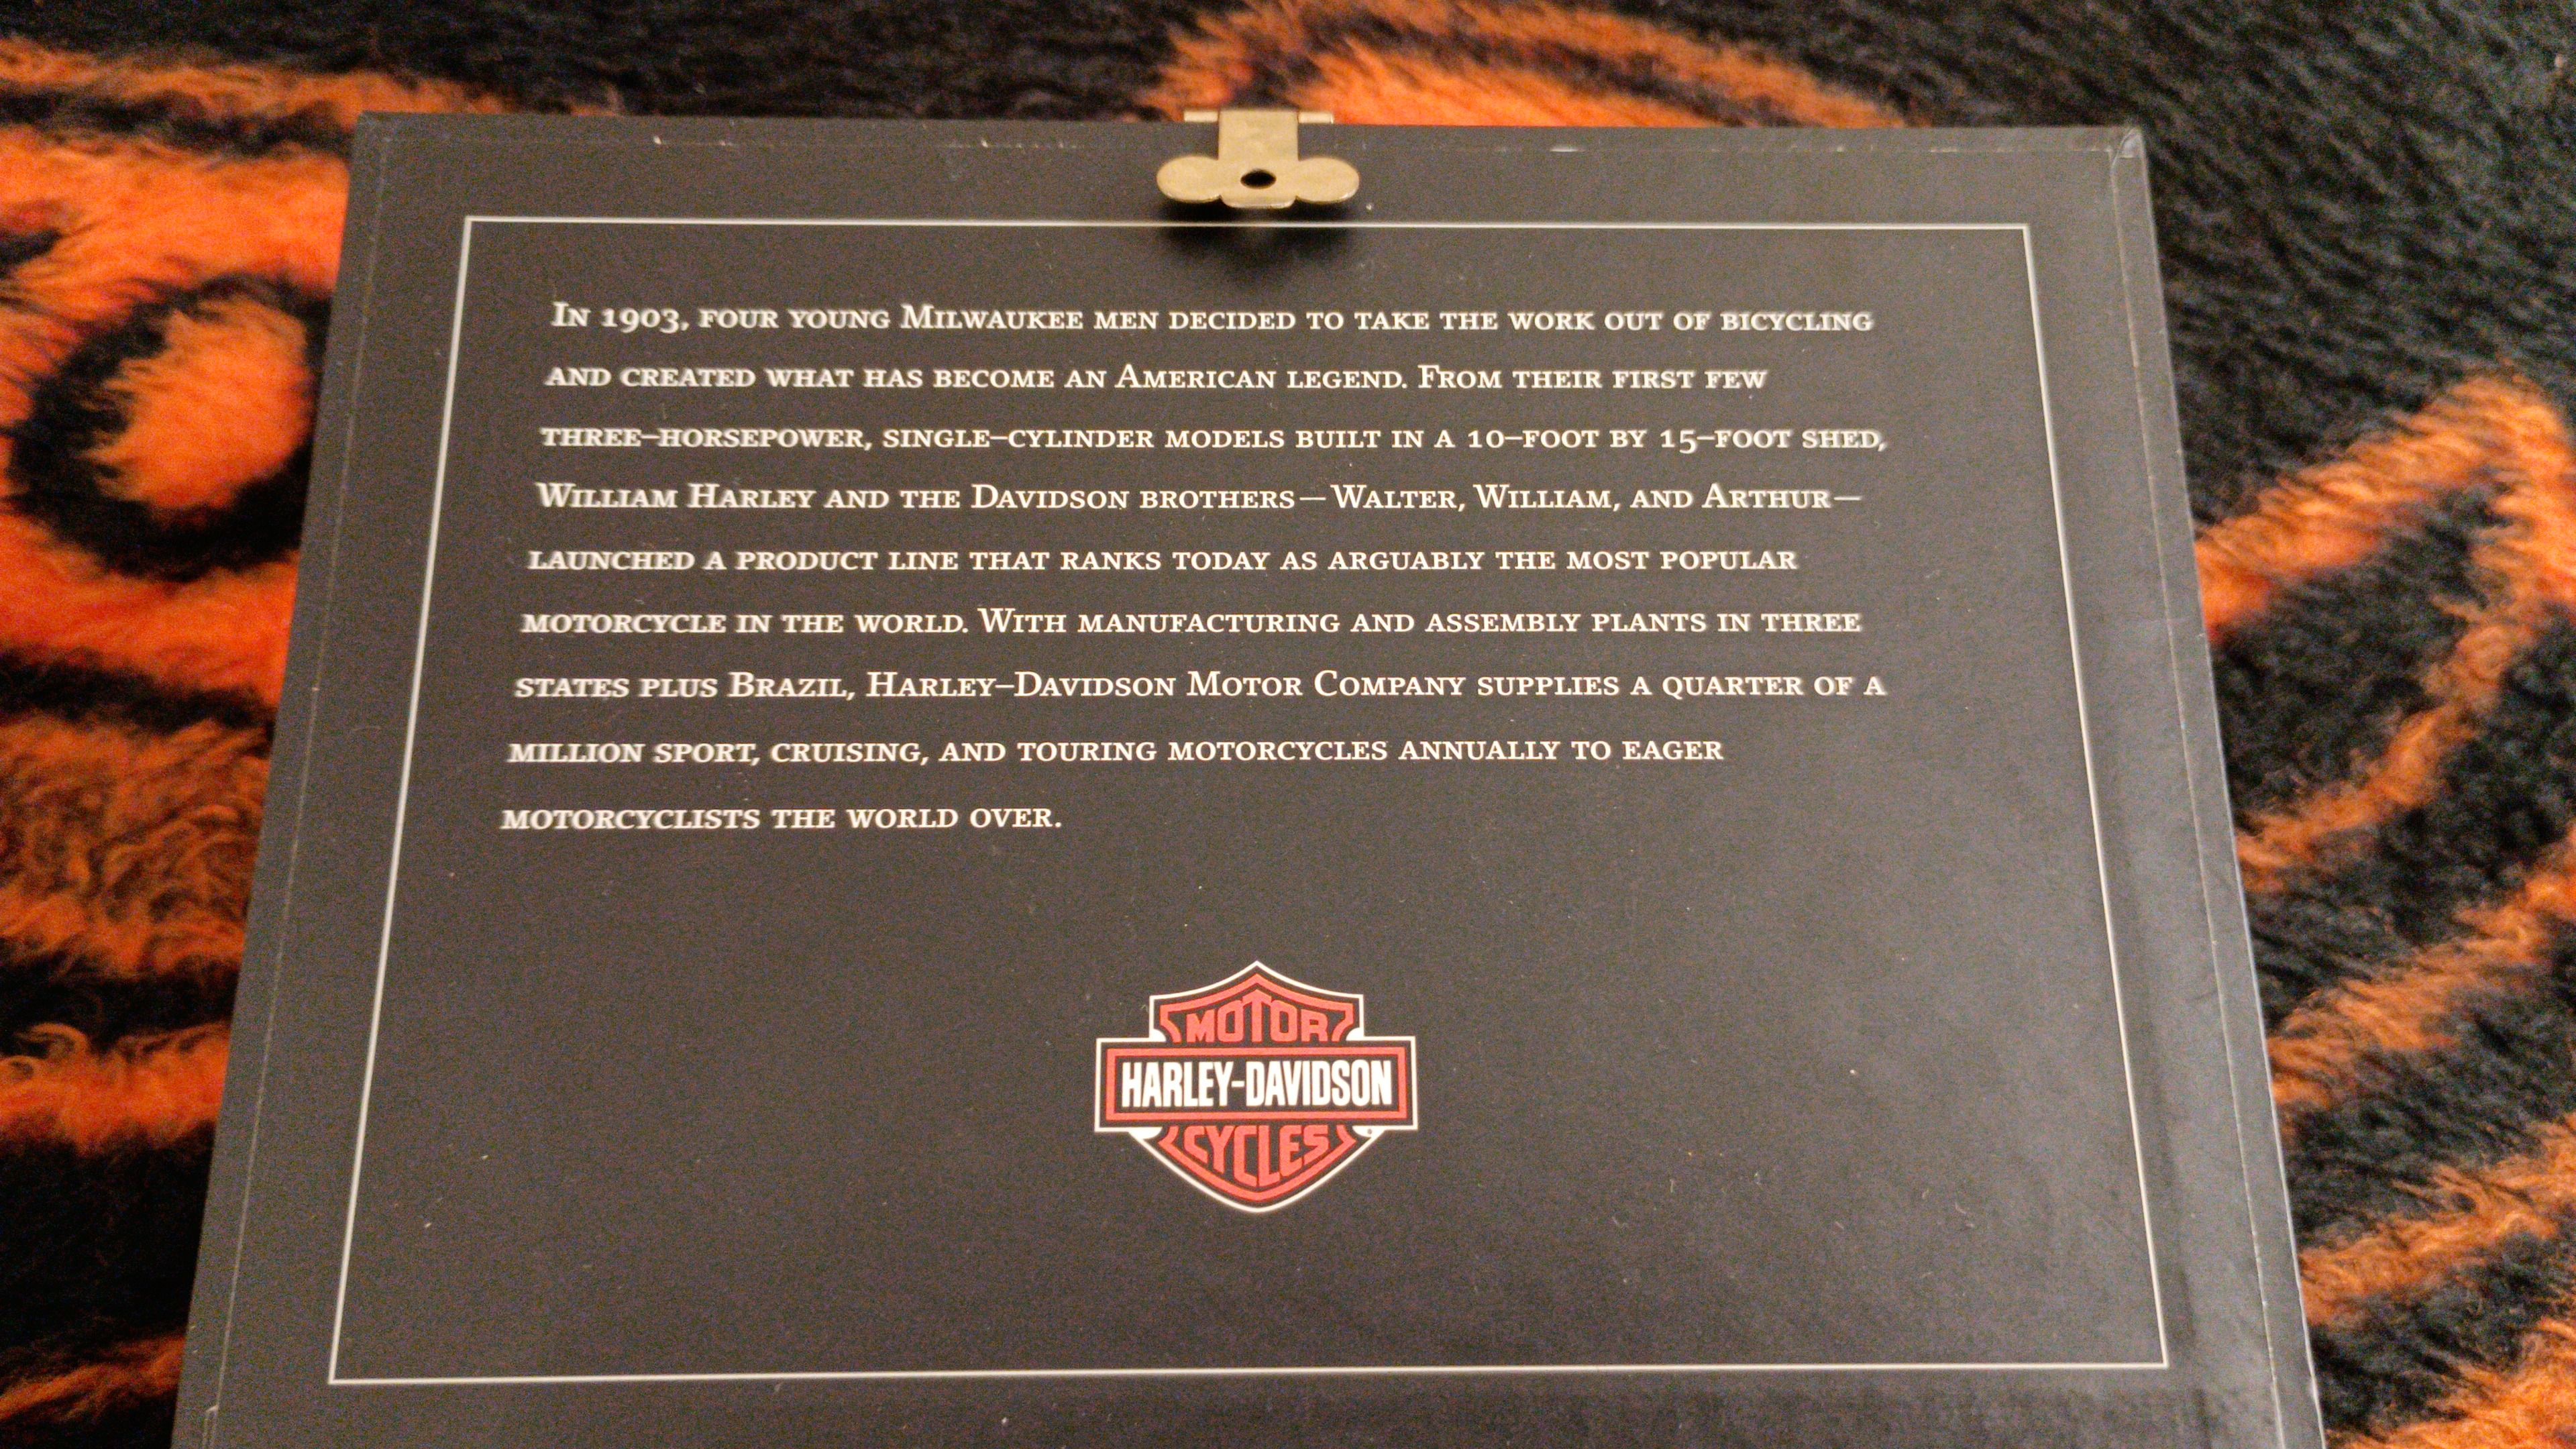 In 1903, four young Milwaukee men decided to take the work out of bicycling
and created what has become an American legend. From their first few
three–horsepower, single–cylinder models built in a 10–foot by 15–foot shed,
William Harley and the Davidson brothers—Walter, William, and Arthur—
launched a product line that ranks today as arguably the most popular
motorcycle in the world. With manufacturing and assembly plants in three
states plus Brazil, Harley–Davidson Motor Company supplies a quarter of a
million sport, cruising, and touring motorcycles annually to eager
motorcyclists the world over.
MOTOR
HARLEY-DAVIDSON
CYCLES